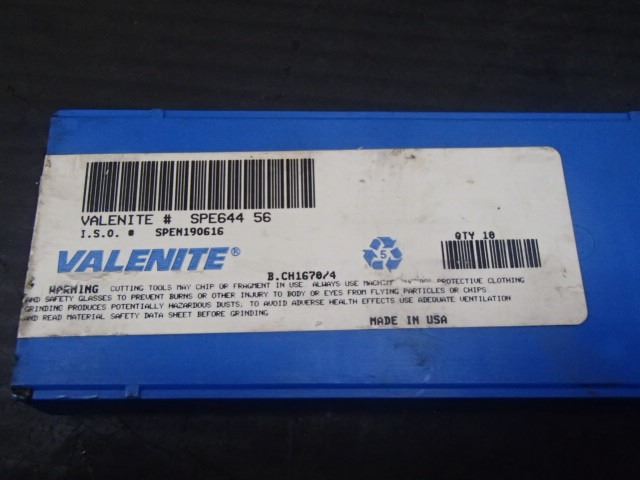 VALENITE # SPE644 56
I.S.O. # SPEN190616
QTY 10
VALENITE®
5
B.CH1670/4
WARNING CUTTING TOOLS MAY CHIP OR FRAGMENT IN USE. ALWAYS USE PROTECTIVE CLOTHING
AND SAFETY GLASSES TO PREVENT BURNS OR OTHER INJURY TO BODY OR EYES FROM FLYING PARTICLES OR CHIPS
GRINDING PRODUCES POTENTIALLY HAZARDOUS DUSTS. TO AVOID ADVERSE HEALTH EFFECTS USE ADEQUATE VENTILATION
AND READ MATERIAL SAFETY DATA SHEET BEFORE GRINDING
MADE IN USA